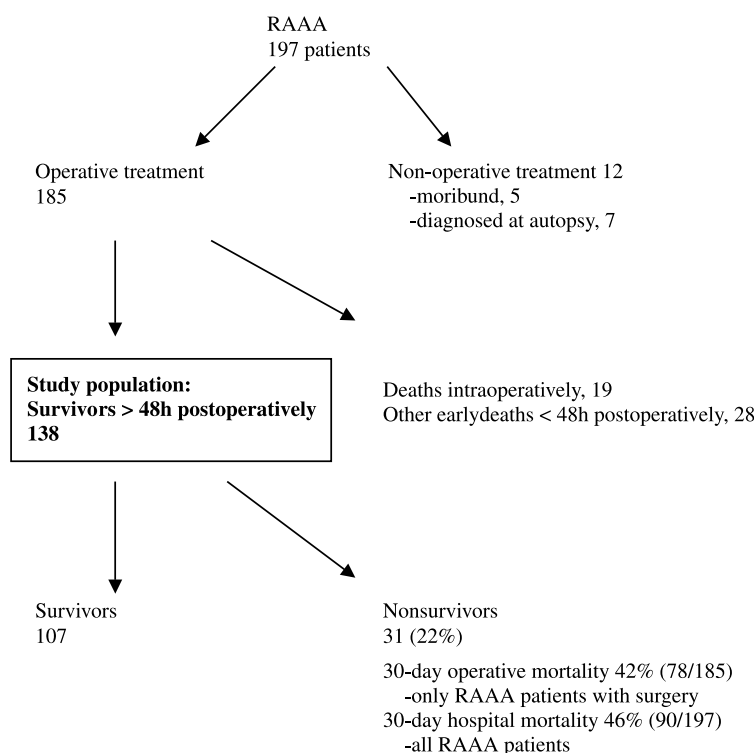 RAAA
197 patients
Operative treatment
185
Non-operative treatment 12
-moribund, 5
-diagnosed at autopsy, 7
Study population:
Survivors > 48h postoperatively
138
Deaths intraoperatively, 19
Other earlydeaths < 48h postoperatively, 28
Survivors
107
Nonsurvivors
31 (22%)
30-day operative mortality 42% (78/185)
-only RAAA patients with surgery
30-day hospital mortality 46% (90/197)
-all RAAA patients